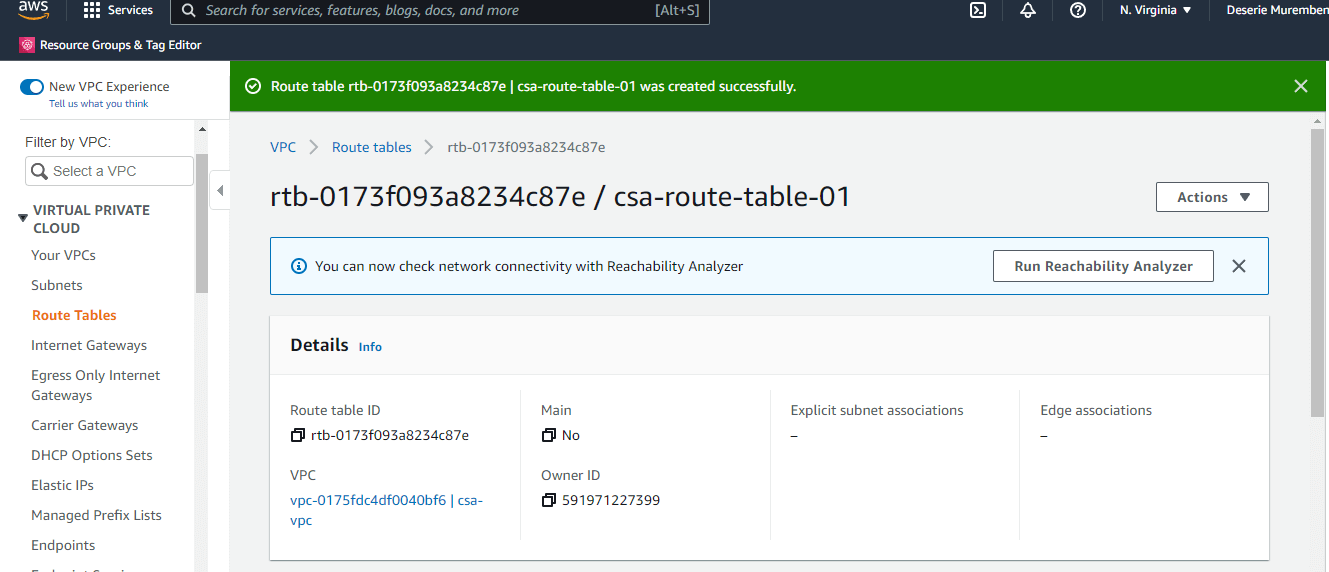 aws
Services
Search for services, features, blogs, docs, and more
[Alt+S]
N. Virginia
Deserie
Resource Groups & Tag Editor
New VPC Experience
Tell us what you think
Filter by VPC:
Select a VPC
VIRTUAL PRIVATE
CLOUD
Your VPCs
Subnets
Route Tables
Internet Gateways
Egress Only Internet
Gateways
Carrier Gateways
DHCP Options Sets
Elastic IPs
Managed Prefix Lists
Endpoints
Route table rtb-0173f093a8234c87e | csa-route-table-01 was created successfully.
VPC
Route tables
rtb-0173f093a8234c87e
rtb-0173f093a8234c87e / csa-route-table-01
Actions
You can now check network connectivity with Reachability Analyzer
Run Reachability Analyzer
Details Info
Route table ID
rtb-0173f093a8234c87e
VPC
vpc-0175fdc4df0040bf6 | csa-
vpc
Main
No
Owner ID
591971227399
Explicit subnet associations
–
Edge associations
–